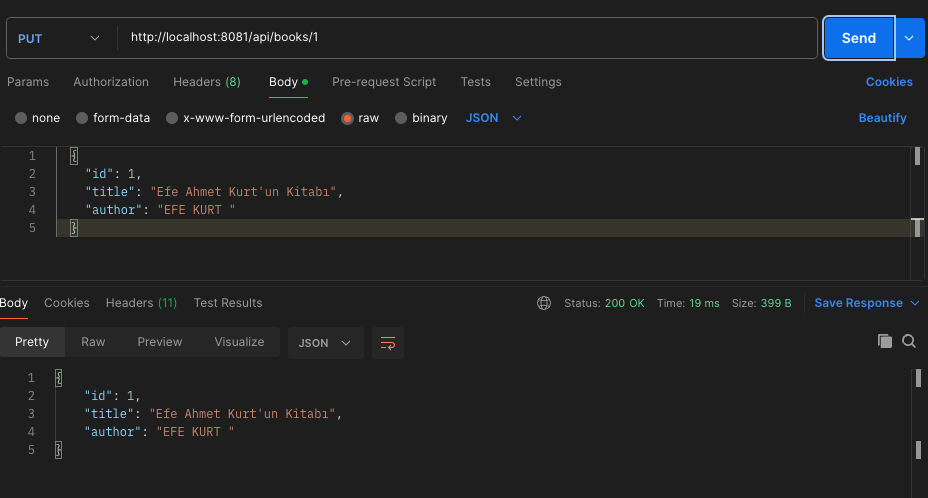 PUT http://localhost:8081/api/books/1 Send
Params Authorization Headers (8) Body Pre-request Script Tests Settings Cookies
none form-data x-www-form-urlencoded raw binary JSON Beautify
1 {
2 "id": 1,
3 "title": "Efe Ahmet Kurt'un Kitabı",
4 "author": "EFE KURT "
5 }
Body Cookies Headers (11) Test Results Status: 200 OK Time: 19 ms Size: 399 B Save Response
Pretty Raw Preview Visualize JSON
1 {
2 "id": 1,
3 "title": "Efe Ahmet Kurt'un Kitabı",
4 "author": "EFE KURT "
5 }